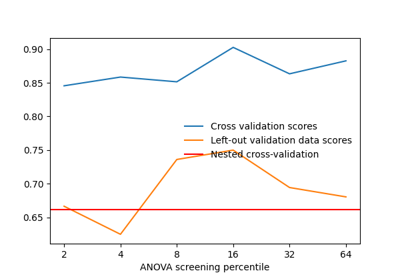 0.90
0.85
0.80
0.75
0.70
0.65
Cross validation scores
Left-out validation data scores
Nested cross-validation
2 4 8 16 32 64
ANOVA screening percentile